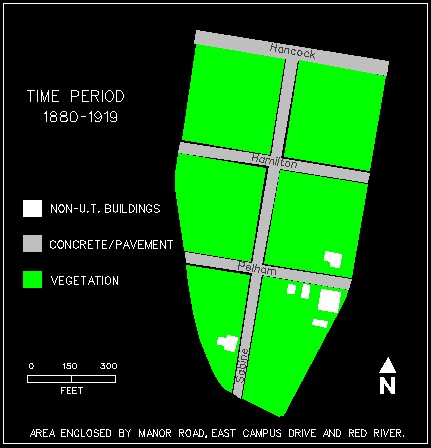 Hancock
TIME PERIOD
1880-1919
Hamilton
NON-U.T. BUILDINGS
CONCRETE/PAVEMENT
Pelham
VEGETATION
Sabine
0 150 300
FEET
N
AREA ENCLOSED BY MANOR ROAD, EAST CAMPUS DRIVE AND RED RIVER.